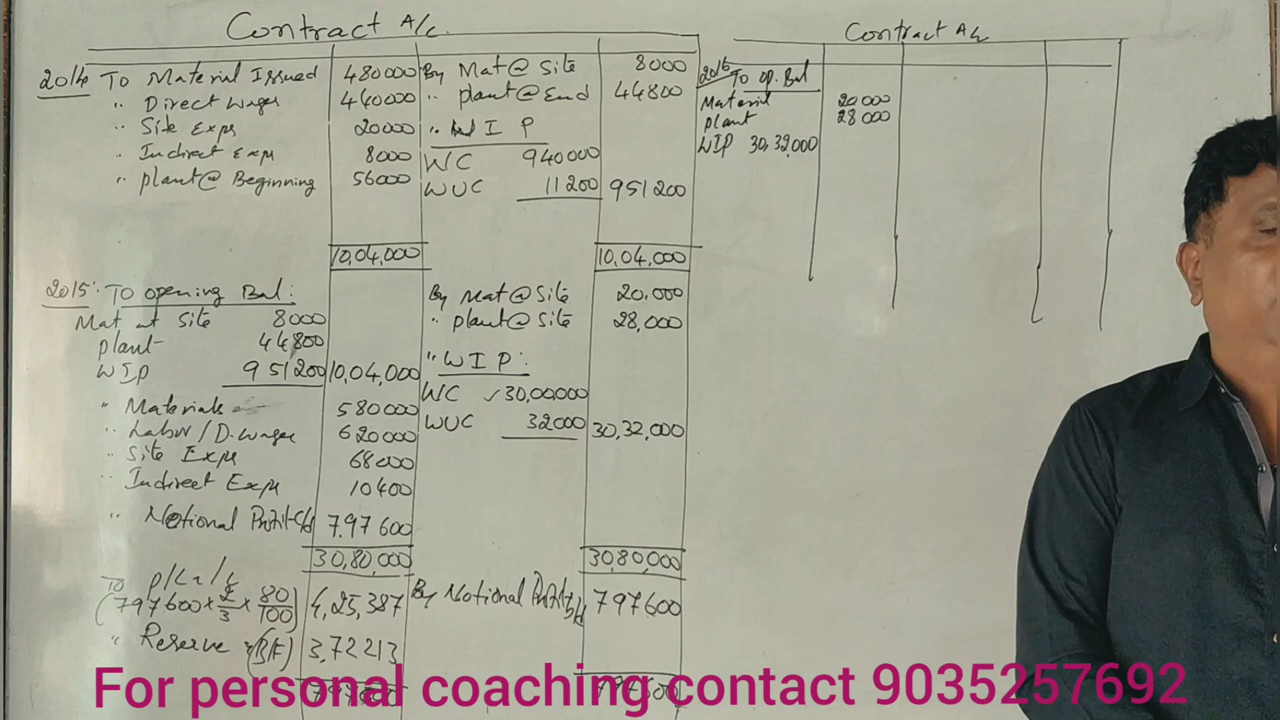 Contract A/c.
2014 To Material Issued 480000 By Mat@Site 8000
" Direct wages 440000 " plant@End 44800
" Site Exps 20000 " W I P
" Indirect Exp 8000 WC 940000
" plant@Beginning 56000 WUC 11200 951200
10,04,000 10,04,000
2015: To opening Bal:
Mat at Site 8000
plant 44800
WIP 951200 10,04,000
" Materials 580000
" Labor/D.wages 620000
" Site Exps 68000
" Indirect Exps 10400
" Notional Profit c/d 7.97600
30,80,000
By Mat@Site 20.000
" plant@Site 28,000
" W I P:
WC 30,00,000
WUC 32000 30,32,000
30,80,000
To P/L a/c
(797600 x 2/3 x 80/100) 4,25,387 By Notional Profit b/d 797600
" Reserve (B/F) 3,72213
797600 797600
Contract A/c
2016 To op. Bal
Material 20000
plant 28000
WIP 30,32,000
For personal coaching contact 9035257692